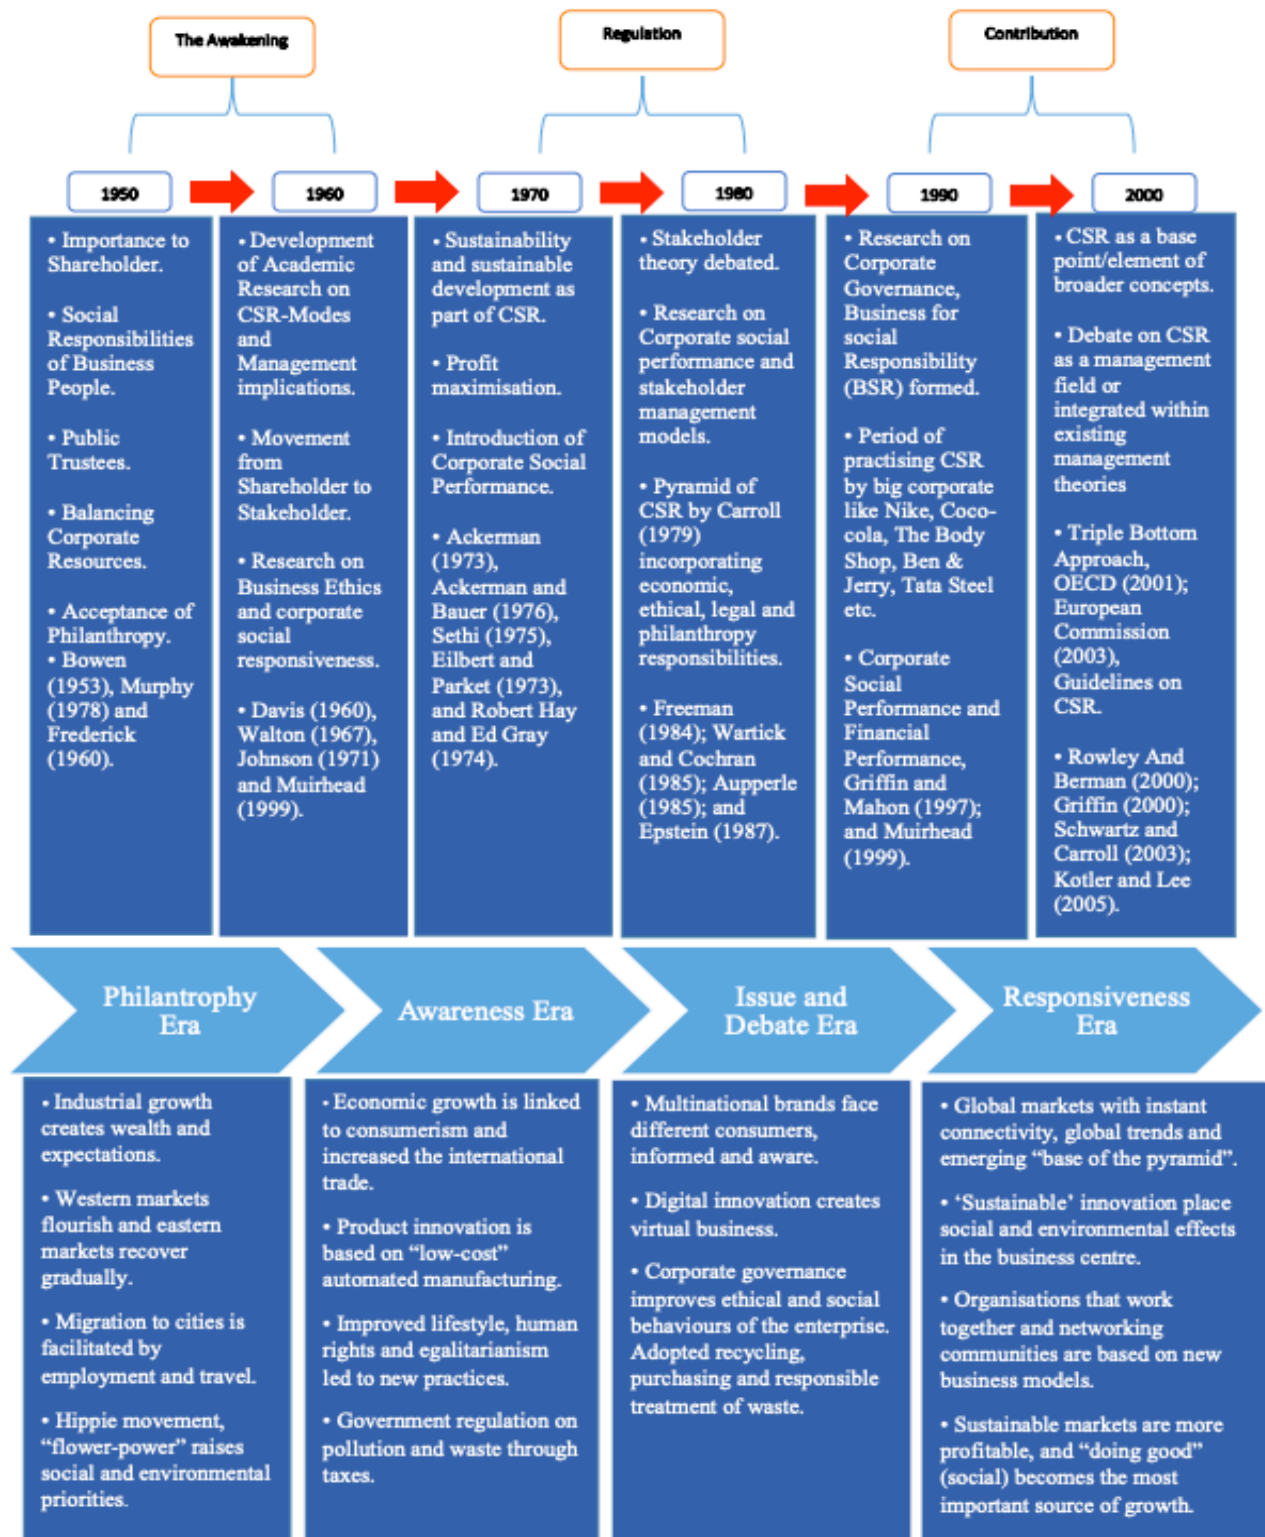 The Awakening
Regulation
Contribution
1950
1960
1970
1980
1990
2000
• Importance to
Shareholder.
• Social
Responsibilities
of Business
People.
• Public
Trustees.
• Balancing
Corporate
Resources.
• Acceptance of
Philanthropy.
• Bowen
(1953), Murphy
(1978) and
Frederick
(1960).
• Development
of Academic
Research on
CSR-Modes
and
Management
implications.
• Movement
from
Shareholder to
Stakeholder.
• Research on
Business Ethics
and corporate
social
responsiveness.
• Davis (1960),
Walton (1967),
Johnson (1971)
and Muirhead
(1999).
• Sustainability
and sustainable
development as
part of CSR.
• Profit
maximisation.
• Introduction of
Corporate Social
Performance.
• Ackerman
(1973),
Ackerman and
Bauer (1976),
Sethi (1975),
Eilbert and
Parket (1973),
and Robert Hay
and Ed Gray
(1974).
• Stakeholder
theory debated.
• Research on
Corporate social
performance and
stakeholder
management
models.
• Pyramid of
CSR by Carroll
(1979)
incorporating
economic,
ethical, legal and
philanthropy
responsibilities.
• Freeman
(1984); Wartick
and Cochran
(1985); Aupperle
(1985); and
Epstein (1987).
• Research on
Corporate
Governance,
Business for
social
Responsibility
(BSR) formed.
• Period of
practising CSR
by big corporate
like Nike, Coco-
cola, The Body
Shop, Ben &
Jerry, Tata Steel
etc.
• Corporate
Social
Performance and
Financial
Performance,
Griffin and
Mahon (1997);
and Muirhead
(1999).
• CSR as a base
point/element of
broader concepts.
• Debate on CSR
as a management
field or
integrated within
existing
management
theories
• Triple Bottom
Approach,
OECD (2001);
European
Commission
(2003),
Guidelines on
CSR.
• Rowley And
Berman (2000);
Griffin (2000);
Schwartz and
Carroll (2003);
Kotler and Lee
(2005).
Philantrophy
Era
Awareness Era
Issue and
Debate Era
Responsiveness
Era
• Industrial growth
creates wealth and
expectations.
• Western markets
flourish and eastern
markets recover
gradually.
• Migration to cities is
facilitated by
employment and travel.
• Hippie movement,
“flower-power” raises
social and environmental
priorities.
• Economic growth is linked
to consumerism and
increased the international
trade.
• Product innovation is
based on “low-cost”
automated manufacturing.
• Improved lifestyle, human
rights and egalitarianism
led to new practices.
• Government regulation on
pollution and waste through
taxes.
• Multinational brands face
different consumers,
informed and aware.
• Digital innovation creates
virtual business.
• Corporate governance
improves ethical and social
behaviours of the enterprise.
Adopted recycling,
purchasing and responsible
treatment of waste.
• Global markets with instant
connectivity, global trends and
emerging “base of the pyramid”.
• ‘Sustainable’ innovation place
social and environmental effects
in the business centre.
• Organisations that work
together and networking
communities are based on new
business models.
• Sustainable markets are more
profitable, and “doing good”
(social) becomes the most
important source of growth.